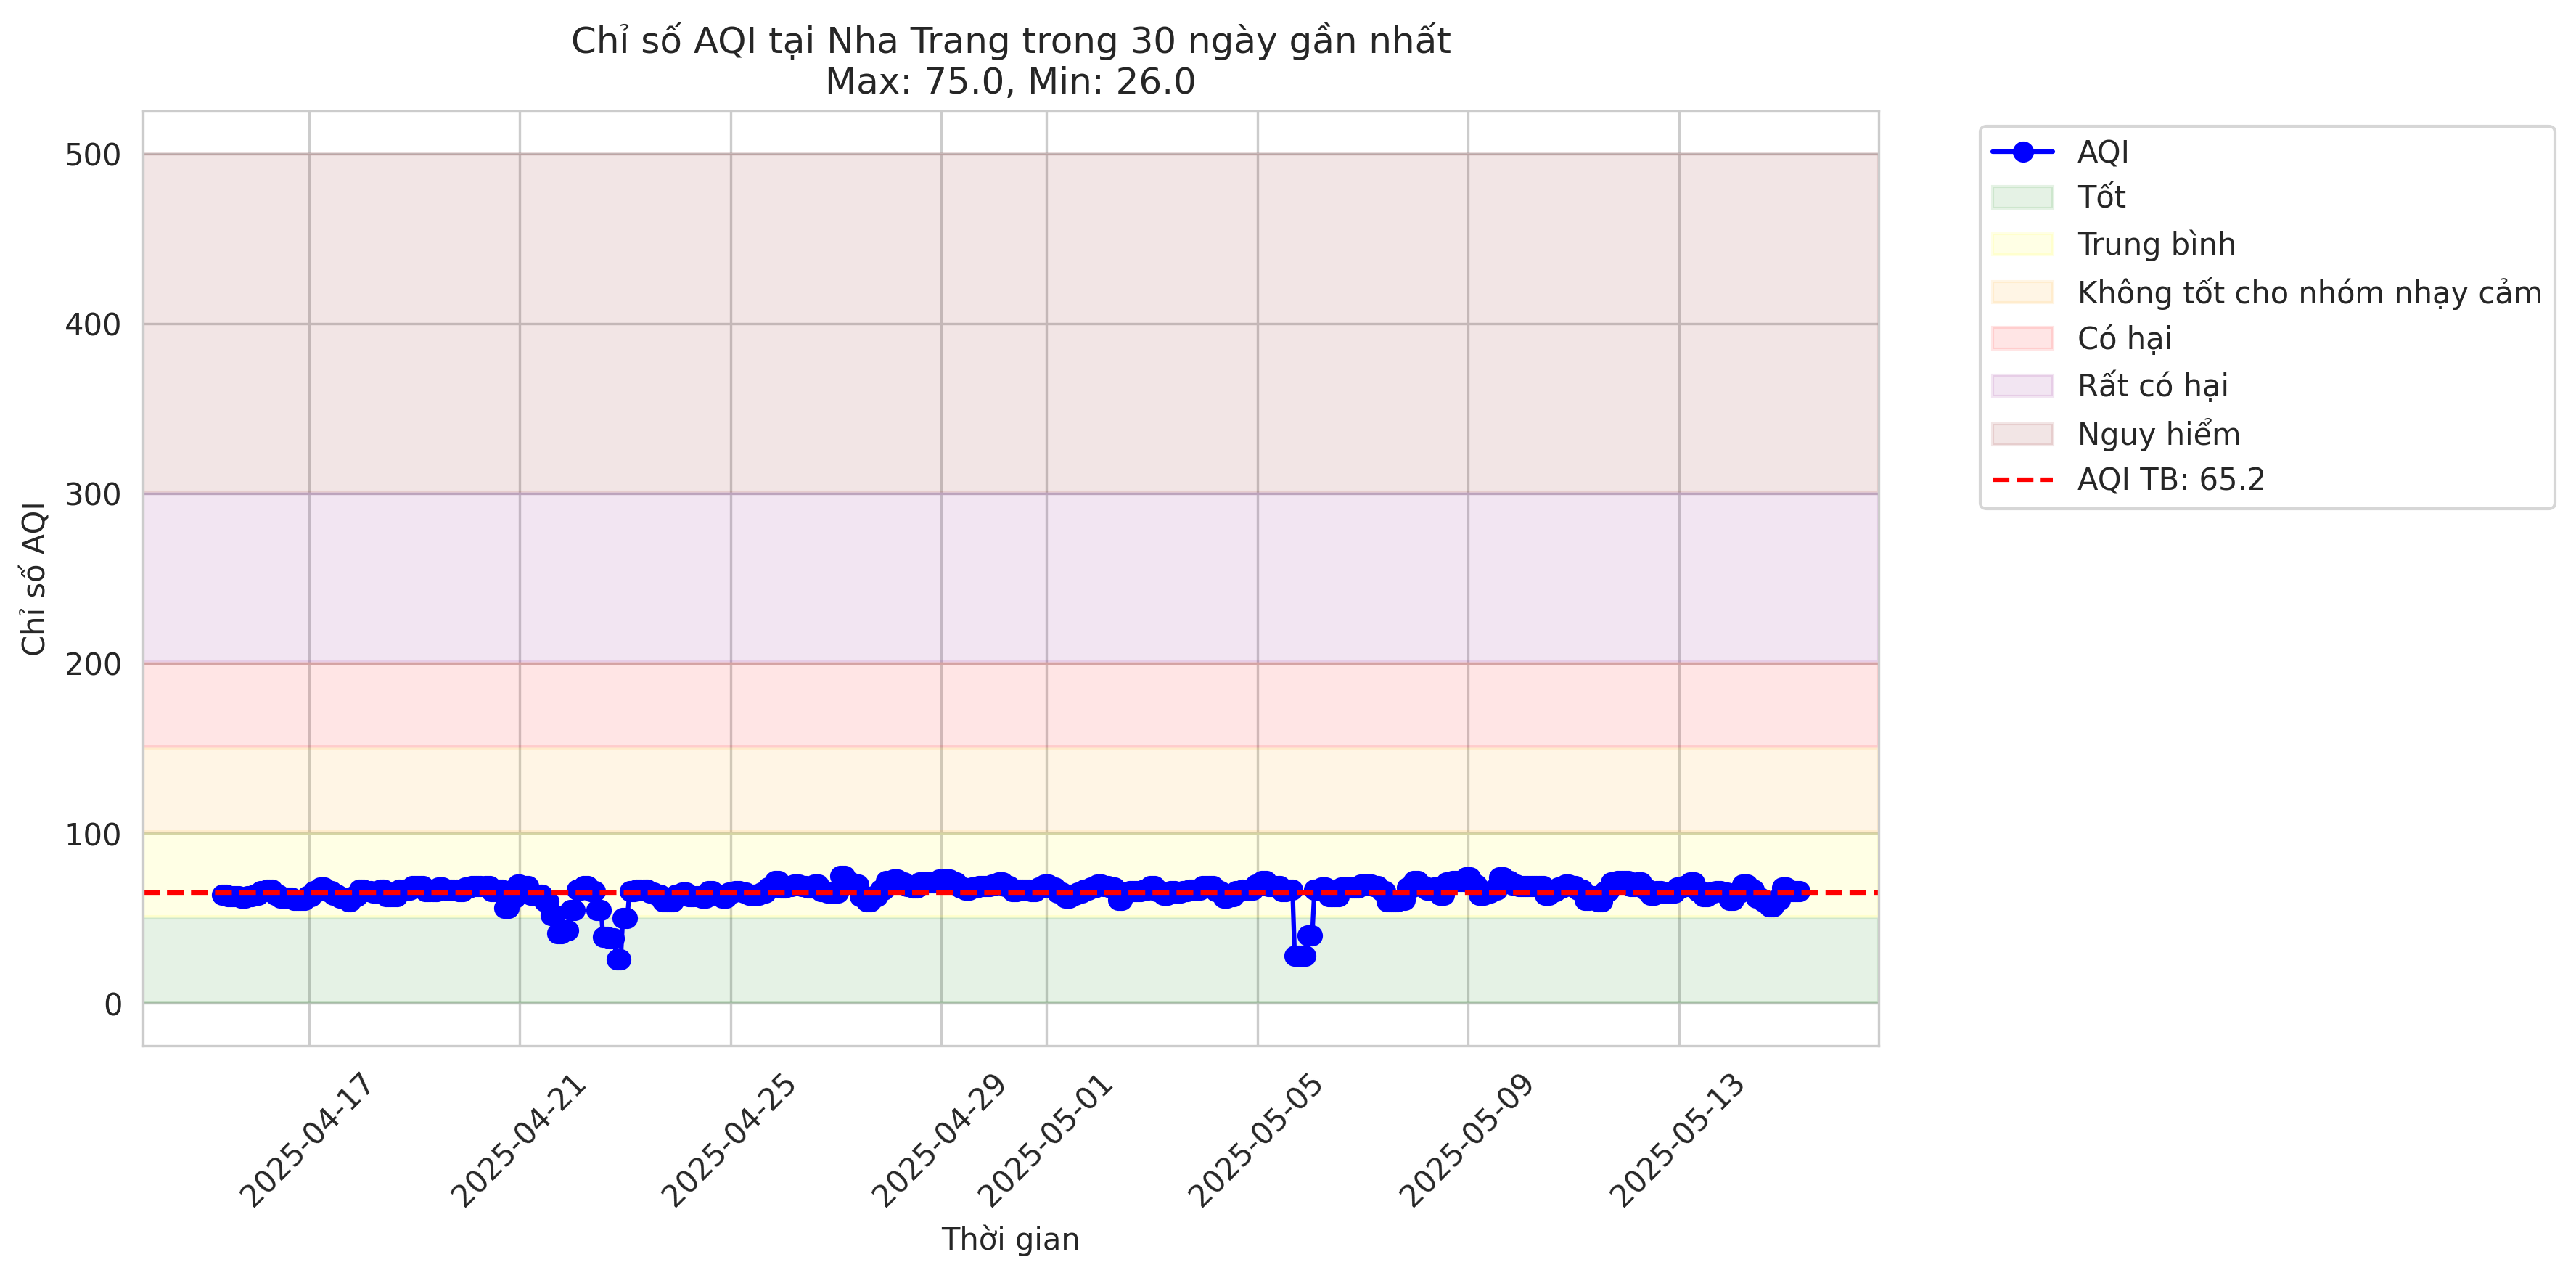 Chỉ số AQI tại Nha Trang trong 30 ngày gần nhất
Max: 75.0, Min: 26.0
Chỉ số AQI
500
400
300
200
100
0
2025-04-17
2025-04-21
2025-04-25
2025-04-29
2025-05-01
2025-05-05
2025-05-09
2025-05-13
Thời gian
AQI
Tốt
Trung bình
Không tốt cho nhóm nhạy cảm
Có hại
Rất có hại
Nguy hiểm
AQI TB: 65.2